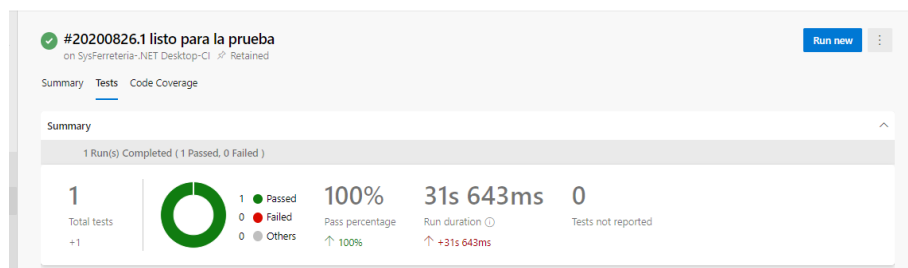 #20200826.1 listo para la prueba
on SysFerreteria-.NET Desktop-CI Retained
Run new
Summary Tests Code Coverage
Summary
1 Run(s) Completed ( 1 Passed, 0 Failed )
1
Total tests
+1
1 Passed
0 Failed
0 Others
100%
Pass percentage
↑ 100%
31s 643ms
Run duration
↑ +31s 643ms
0
Tests not reported